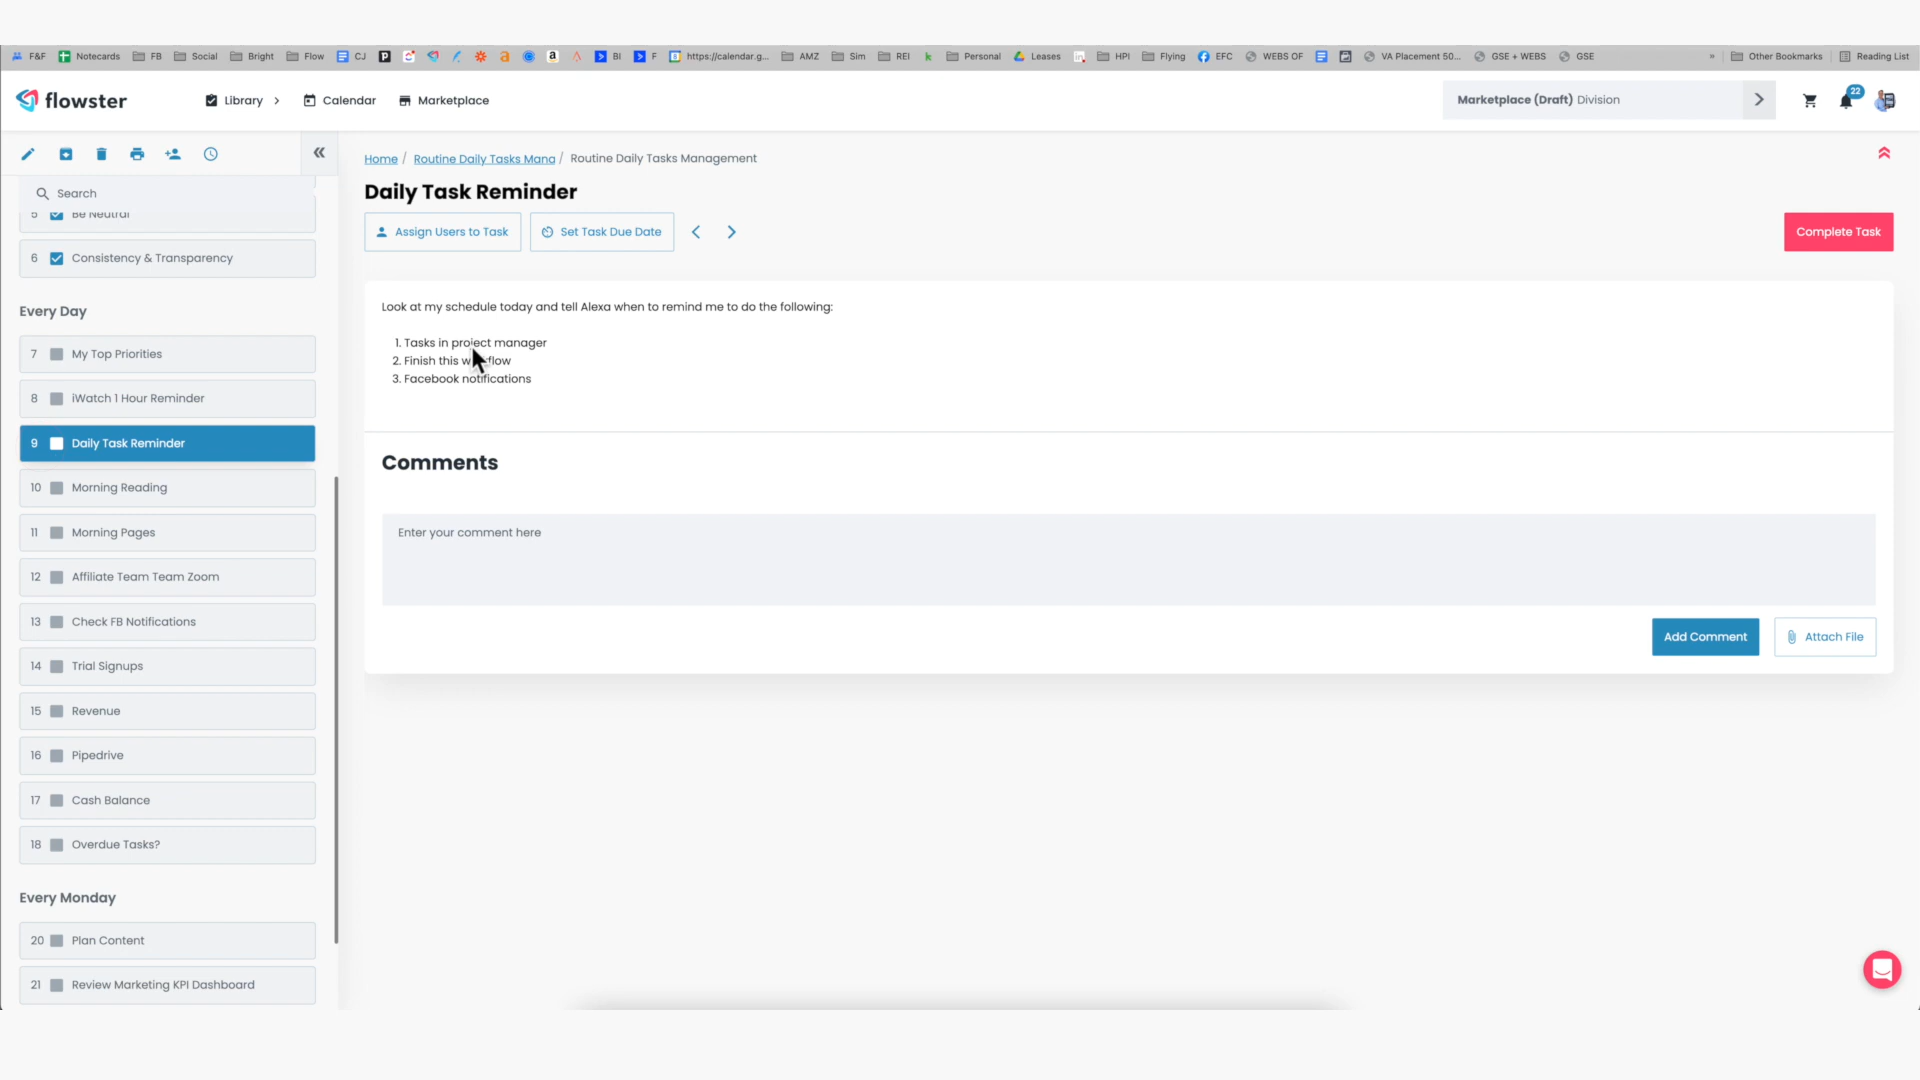 F&F Notecards FB Social Bright Flow CJ BI F https://calendar.g... AMZ Sim REI Personal Leases HPI Flying EFC WEBS OF VA Placement 50... GSE + WEBS GSE » Other Bookmarks Reading List
flowster Library Calendar Marketplace Marketplace (Draft) Division 22
Home / Routine Daily Tasks Mana / Routine Daily Tasks Management
Daily Task Reminder
Assign Users to Task Set Task Due Date Complete Task
Look at my schedule today and tell Alexa when to remind me to do the following:
1. Tasks in project manager
2. Finish this
3. Facebook notifications
Comments
Enter your comment here
Add Comment Attach File
Search
5 Be Neutral
6 Consistency & Transparency
Every Day
7 My Top Priorities
8 iWatch 1 Hour Reminder
9 Daily Task Reminder
10 Morning Reading
11 Morning Pages
12 Affiliate Team Team Zoom
13 Check FB Notifications
14 Trial Signups
15 Revenue
16 Pipedrive
17 Cash Balance
18 Overdue Tasks?
Every Monday
20 Plan Content
21 Review Marketing KPI Dashboard